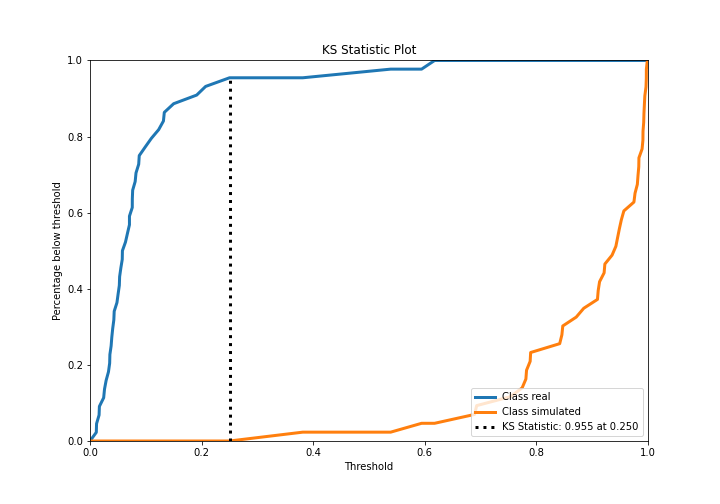 KS Statistic Plot
Percentage below threshold
1.0
0.8
0.6
0.4
0.2
0.0
0.0 0.2 0.4 0.6 0.8 1.0
Threshold
Class real
Class simulated
KS Statistic: 0.955 at 0.250